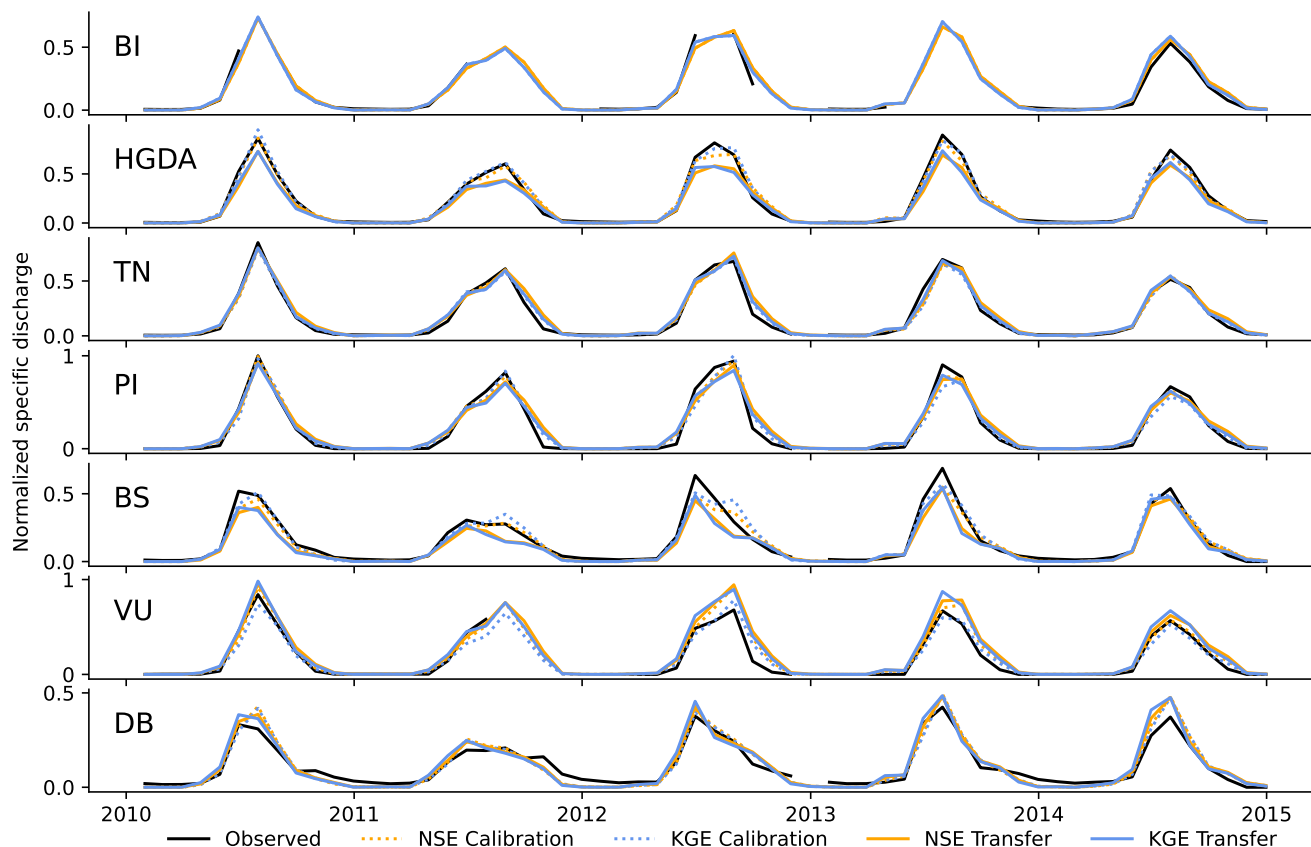 BI
0.5
0.0
HGDA
0.5
0.0
TN
0.5
0.0
PI
1
0
BS
0.5
0.0
VU
1
0
DB
0.5
0.0
Normalized specific discharge
2010 2011 2012 2013 2014 2015
Observed NSE Calibration KGE Calibration NSE Transfer KGE Transfer